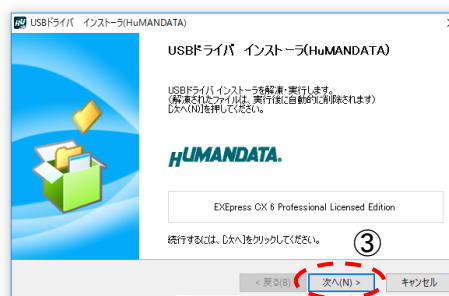 USBドライバ インストーラ(HuMANDATA)
USBドライバ インストーラ(HuMANDATA)
USBドライバインストーラを解凍・実行します。
(解凍されたファイルは、実行後に自動的に削除されます)
[次へ(N)]を押してください。
HUMANDATA.
EXEpress CX 6 Professional Licensed Edition
続行するには、[次へ]をクリックしてください。
③
< 戻る(B) 次へ(N) > キャンセル